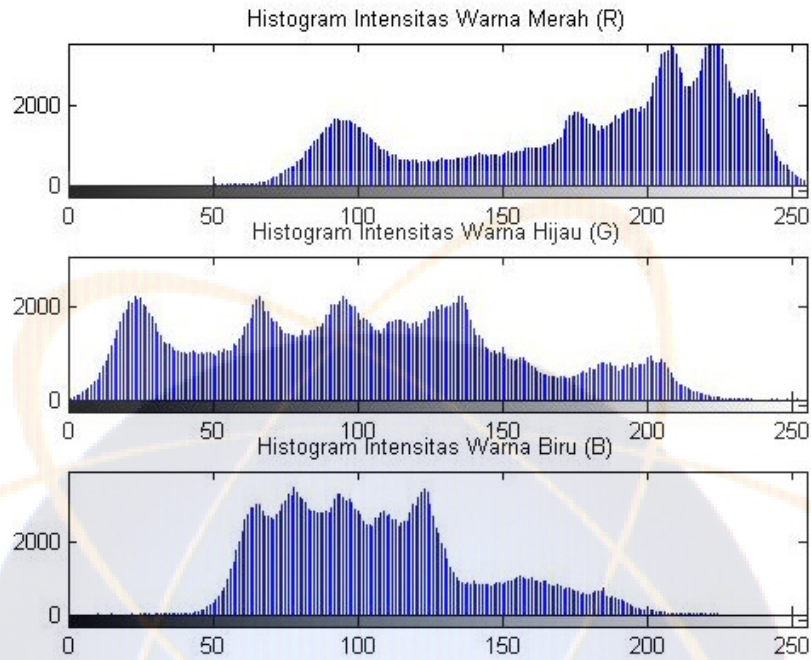 Histogram Intensitas Warna Merah (R)
2000
0
0 50 100 150 200 250
Histogram Intensitas Warna Hijau (G)
2000
0
0 50 100 150 200 250
Histogram Intensitas Warna Biru (B)
2000
0
0 50 100 150 200 250